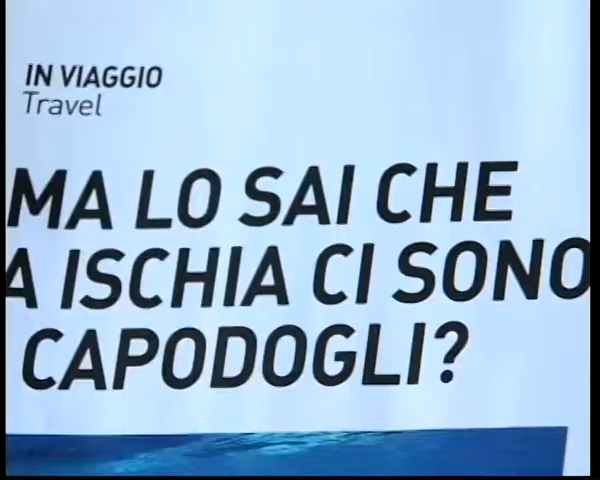 IN VIAGGIO
Travel
MA LO SAI CHE
A ISCHIA CI SONO
CAPODOGLI?